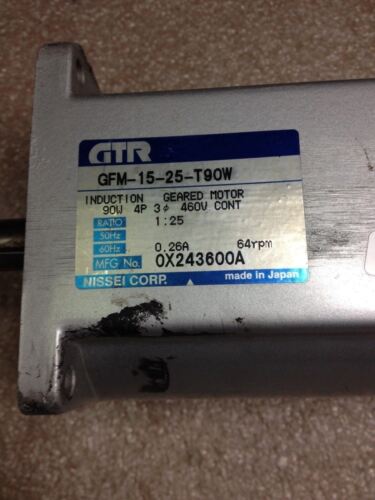 GTR
GFM-15-25-T90W
INDUCTION GEARED MOTOR
90W 4P 3φ 460V CONT
RATIO 1:25
50Hz
60Hz 0.26A 64rpm
MFG No. 0X243600A
NISSEI CORP. made in Japan